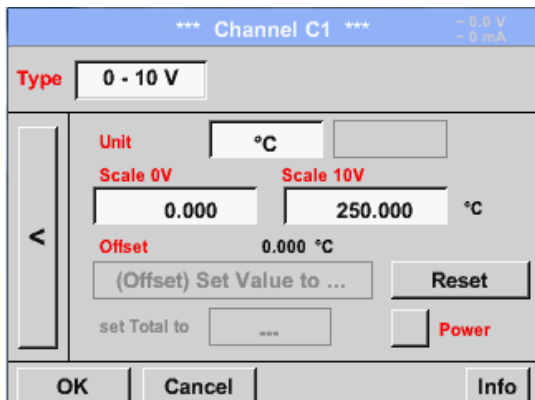 *** Channel C1 ***
~ 0.0 V
~ 0 mA
Type 0 - 10 V
Unit °C
Scale 0V Scale 10V
0.000 250.000 °C
<
Offset 0.000 °C
(Offset) Set Value to ... Reset
set Total to --- Power
OK Cancel Info